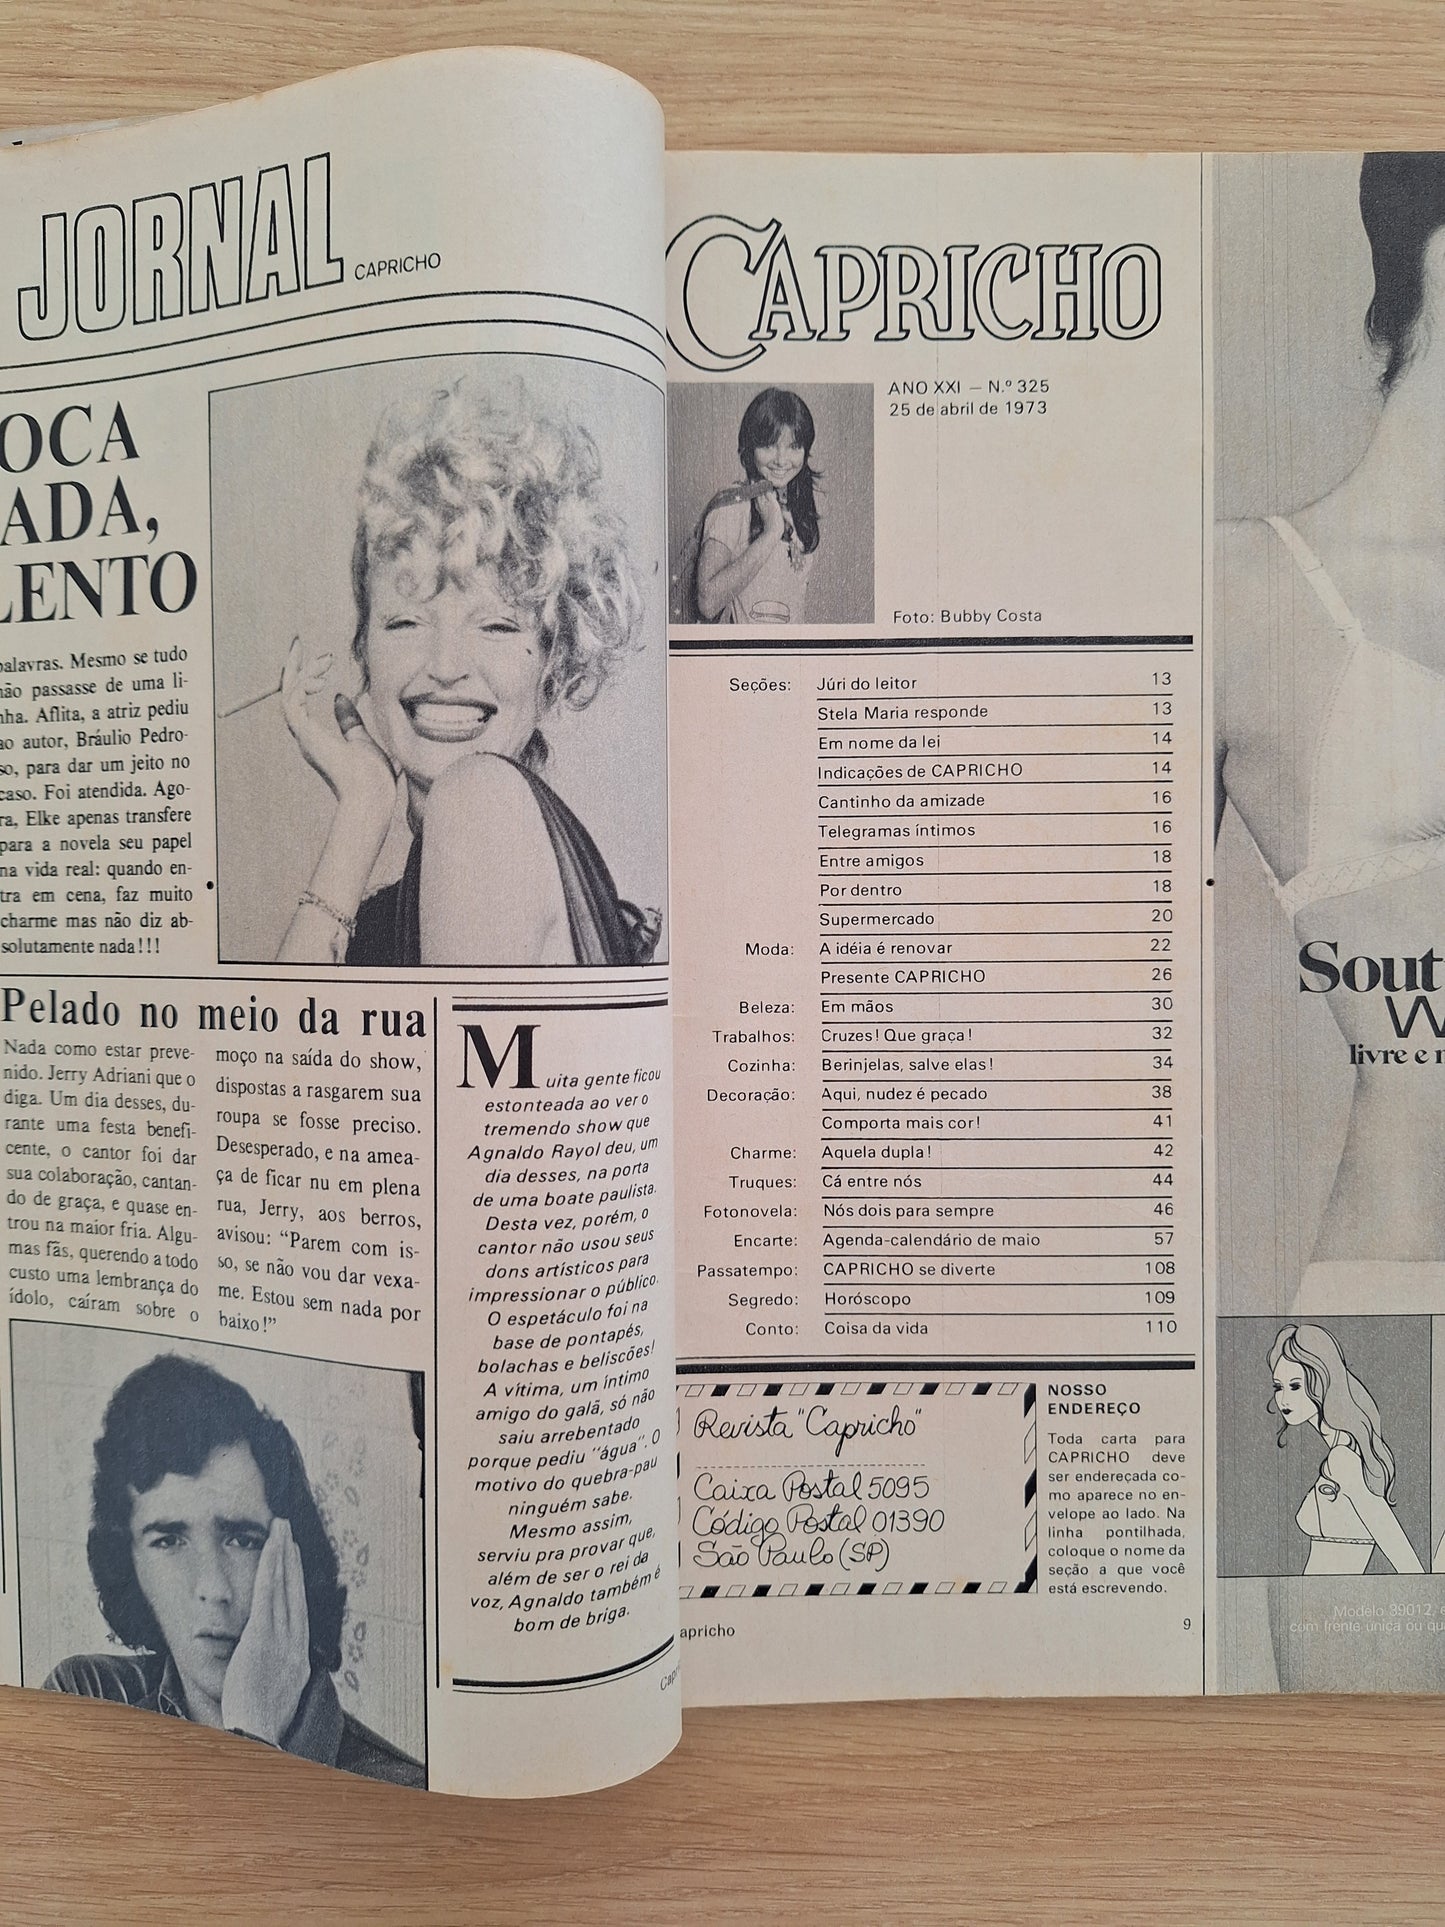 JORNAL
CAPRICHO
OCA
ADA,
LENTO
palavras. Mesmo se tudo
não passasse de uma li-
nha. Aflita, a atriz pediu
ao autor, Bráulio Pedro-
so, para dar um jeito no
caso. Foi atendida. Ago-
ra, Elke apenas transfere
para a novela seu papel
na vida real: quando en-
tra em cena, faz muito
charme mas não diz ab-
solutamente nada!!!
Pelado no meio da rua
Nada como estar preve-
nido. Jerry Adriani que o
diga. Um dia desses, du-
rante uma festa benefi-
cente, o cantor foi dar
sua colaboração, cantan-
do de graça, e quase en-
trou na maior fria. Algu-
mas fãs, querendo a todo
custo uma lembrança do
ídolo, caíram sobre o
moço na saída do show,
dispostas a rasgarem sua
roupa se fosse preciso.
Desesperado, e na amea-
ça de ficar nu em plena
rua, Jerry, aos berros,
avisou: “Parem com is-
so, se não vou dar vexa-
me. Estou sem nada por
baixo!”
Muita gente ficou
estonteada ao ver o
tremendo show que
Agnaldo Rayol deu, um
dia desses, na porta
de uma boate paulista.
Desta vez, porém, o
cantor não usou seus
dons artísticos para
impressionar o público.
O espetáculo foi na
base de pontapés,
bolachas e beliscões!
A vítima, um íntimo
amigo do galã, só não
saiu arrebentado
porque pediu “água”. O
motivo do quebra-pau
ninguém sabe.
Mesmo assim,
serviu pra provar que,
além de ser o rei da
voz, Agnaldo também é
bom de briga.
CAPRICHO
ANO XXI — N.º 325
25 de abril de 1973
Foto: Bubby Costa
Seções: Júri do leitor 13
Stela Maria responde 13
Em nome da lei 14
Indicações de CAPRICHO 14
Cantinho da amizade 16
Telegramas íntimos 16
Entre amigos 18
Por dentro 18
Supermercado 20
Moda: A idéia é renovar 22
Presente CAPRICHO 26
Beleza: Em mãos 30
Trabalhos: Cruzes! Que graça! 32
Cozinha: Berinjelas, salve elas! 34
Decoração: Aqui, nudez é pecado 38
Comporta mais cor! 41
Charme: Aquela dupla! 42
Truques: Cá entre nós 44
Fotonovela: Nós dois para sempre 46
Encarte: Agenda-calendário de maio 57
Passatempo: CAPRICHO se diverte 108
Segredo: Horóscopo 109
Conto: Coisa da vida 110
Revista "Capricho"
Caixa Postal 5095
Código Postal 01390
São Paulo (SP)
NOSSO
ENDEREÇO
Toda carta para
CAPRICHO deve
ser endereçada co-
mo aparece no en-
velope ao lado. Na
linha pontilhada,
coloque o nome da
seção a que você
está escrevendo.
apricho
9
Sout
W
livre e
Modelo 39012,
com frente única ou